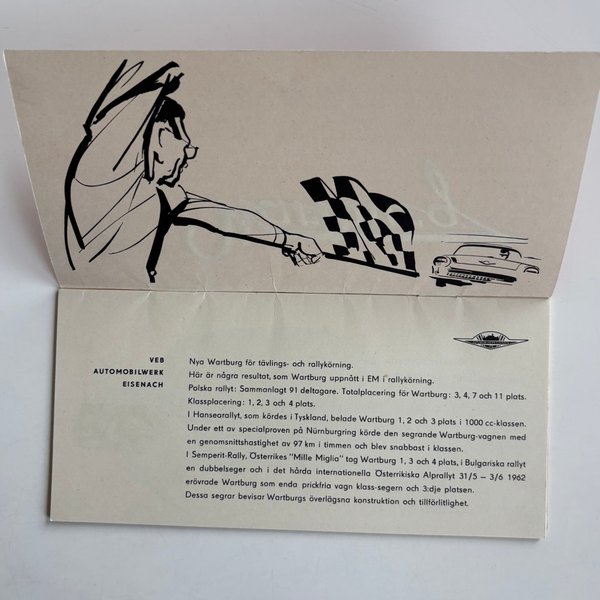 VEB
AUTOMOBILWERK
EISENACH
Nya Wartburg för tävlings- och rallykörning.
Här är några resultat, som Wartburg uppnått i EM i rallykörning.
Polska rallyt: Sammanlagt 91 deltagare. Totalplacering för Wartburg: 3, 4, 7 och 11 plats.
Klassplacering: 1, 2, 3 och 4 plats.
I Hansearallyt, som kördes i Tyskland, belade Wartburg 1, 2 och 3 plats i 1000 cc-klassen.
Under ett av specialproven på Nürnburgring körde den segrande Wartburg-vagnen med
en genomsnittshastighet av 97 km i timmen och blev snabbast i klassen.
I Semperit-Rally, Österrikes "Mille Miglia" tog Wartburg 1, 3 och 4 plats, i Bulgariska rallyt
en dubbelseger och i det hårda internationella Österrikiska Alprallyt 31/5 – 3/6 1962
erövrade Wartburg som enda prickfria vagn klass-segern och 3:dje platsen.
Dessa segrar bevisar Wartburgs överlägsna konstruktion och tillförlitlighet.